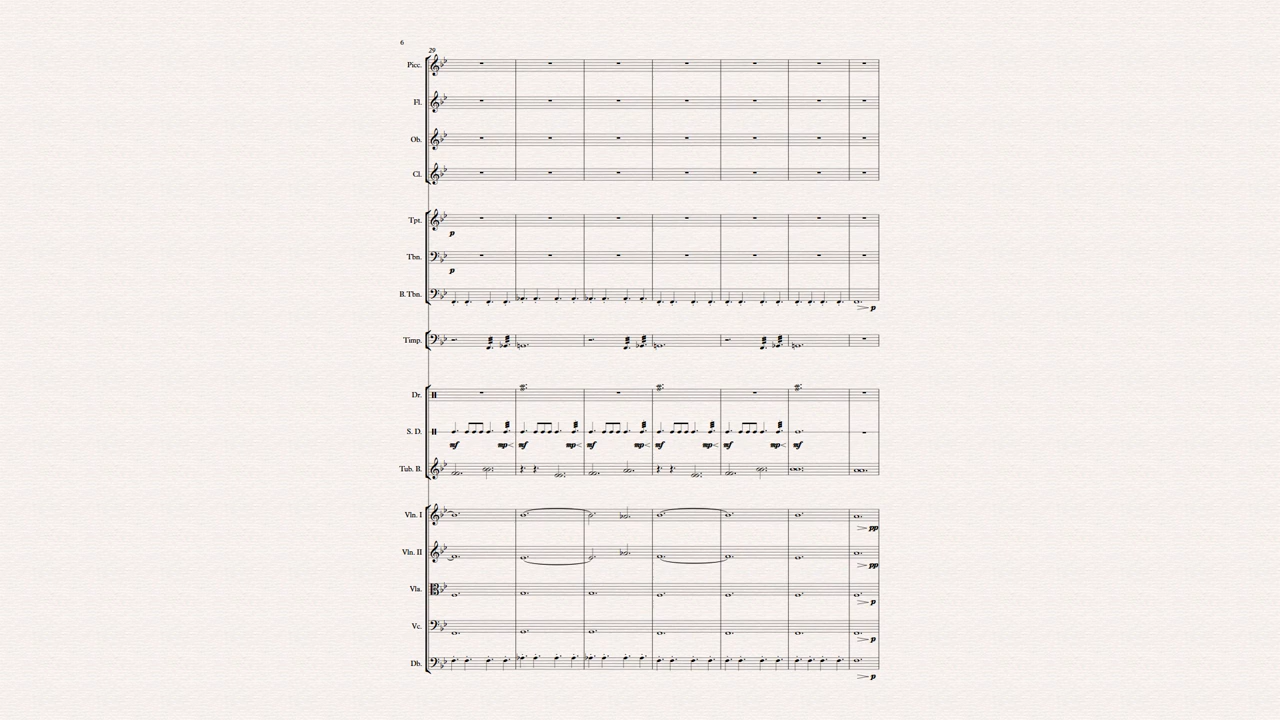 6
29
Picc.
Fl.
Ob.
Cl.
Tpt.
p
Tbn.
p
B. Tbn.
p
Timp.
Dr.
S. D.
mf mp mf mp mf mp mf mp mf mp mf
Tub. B.
Vln. I
pp
Vln. II
pp
Vla.
p
Vc.
p
Db.
p